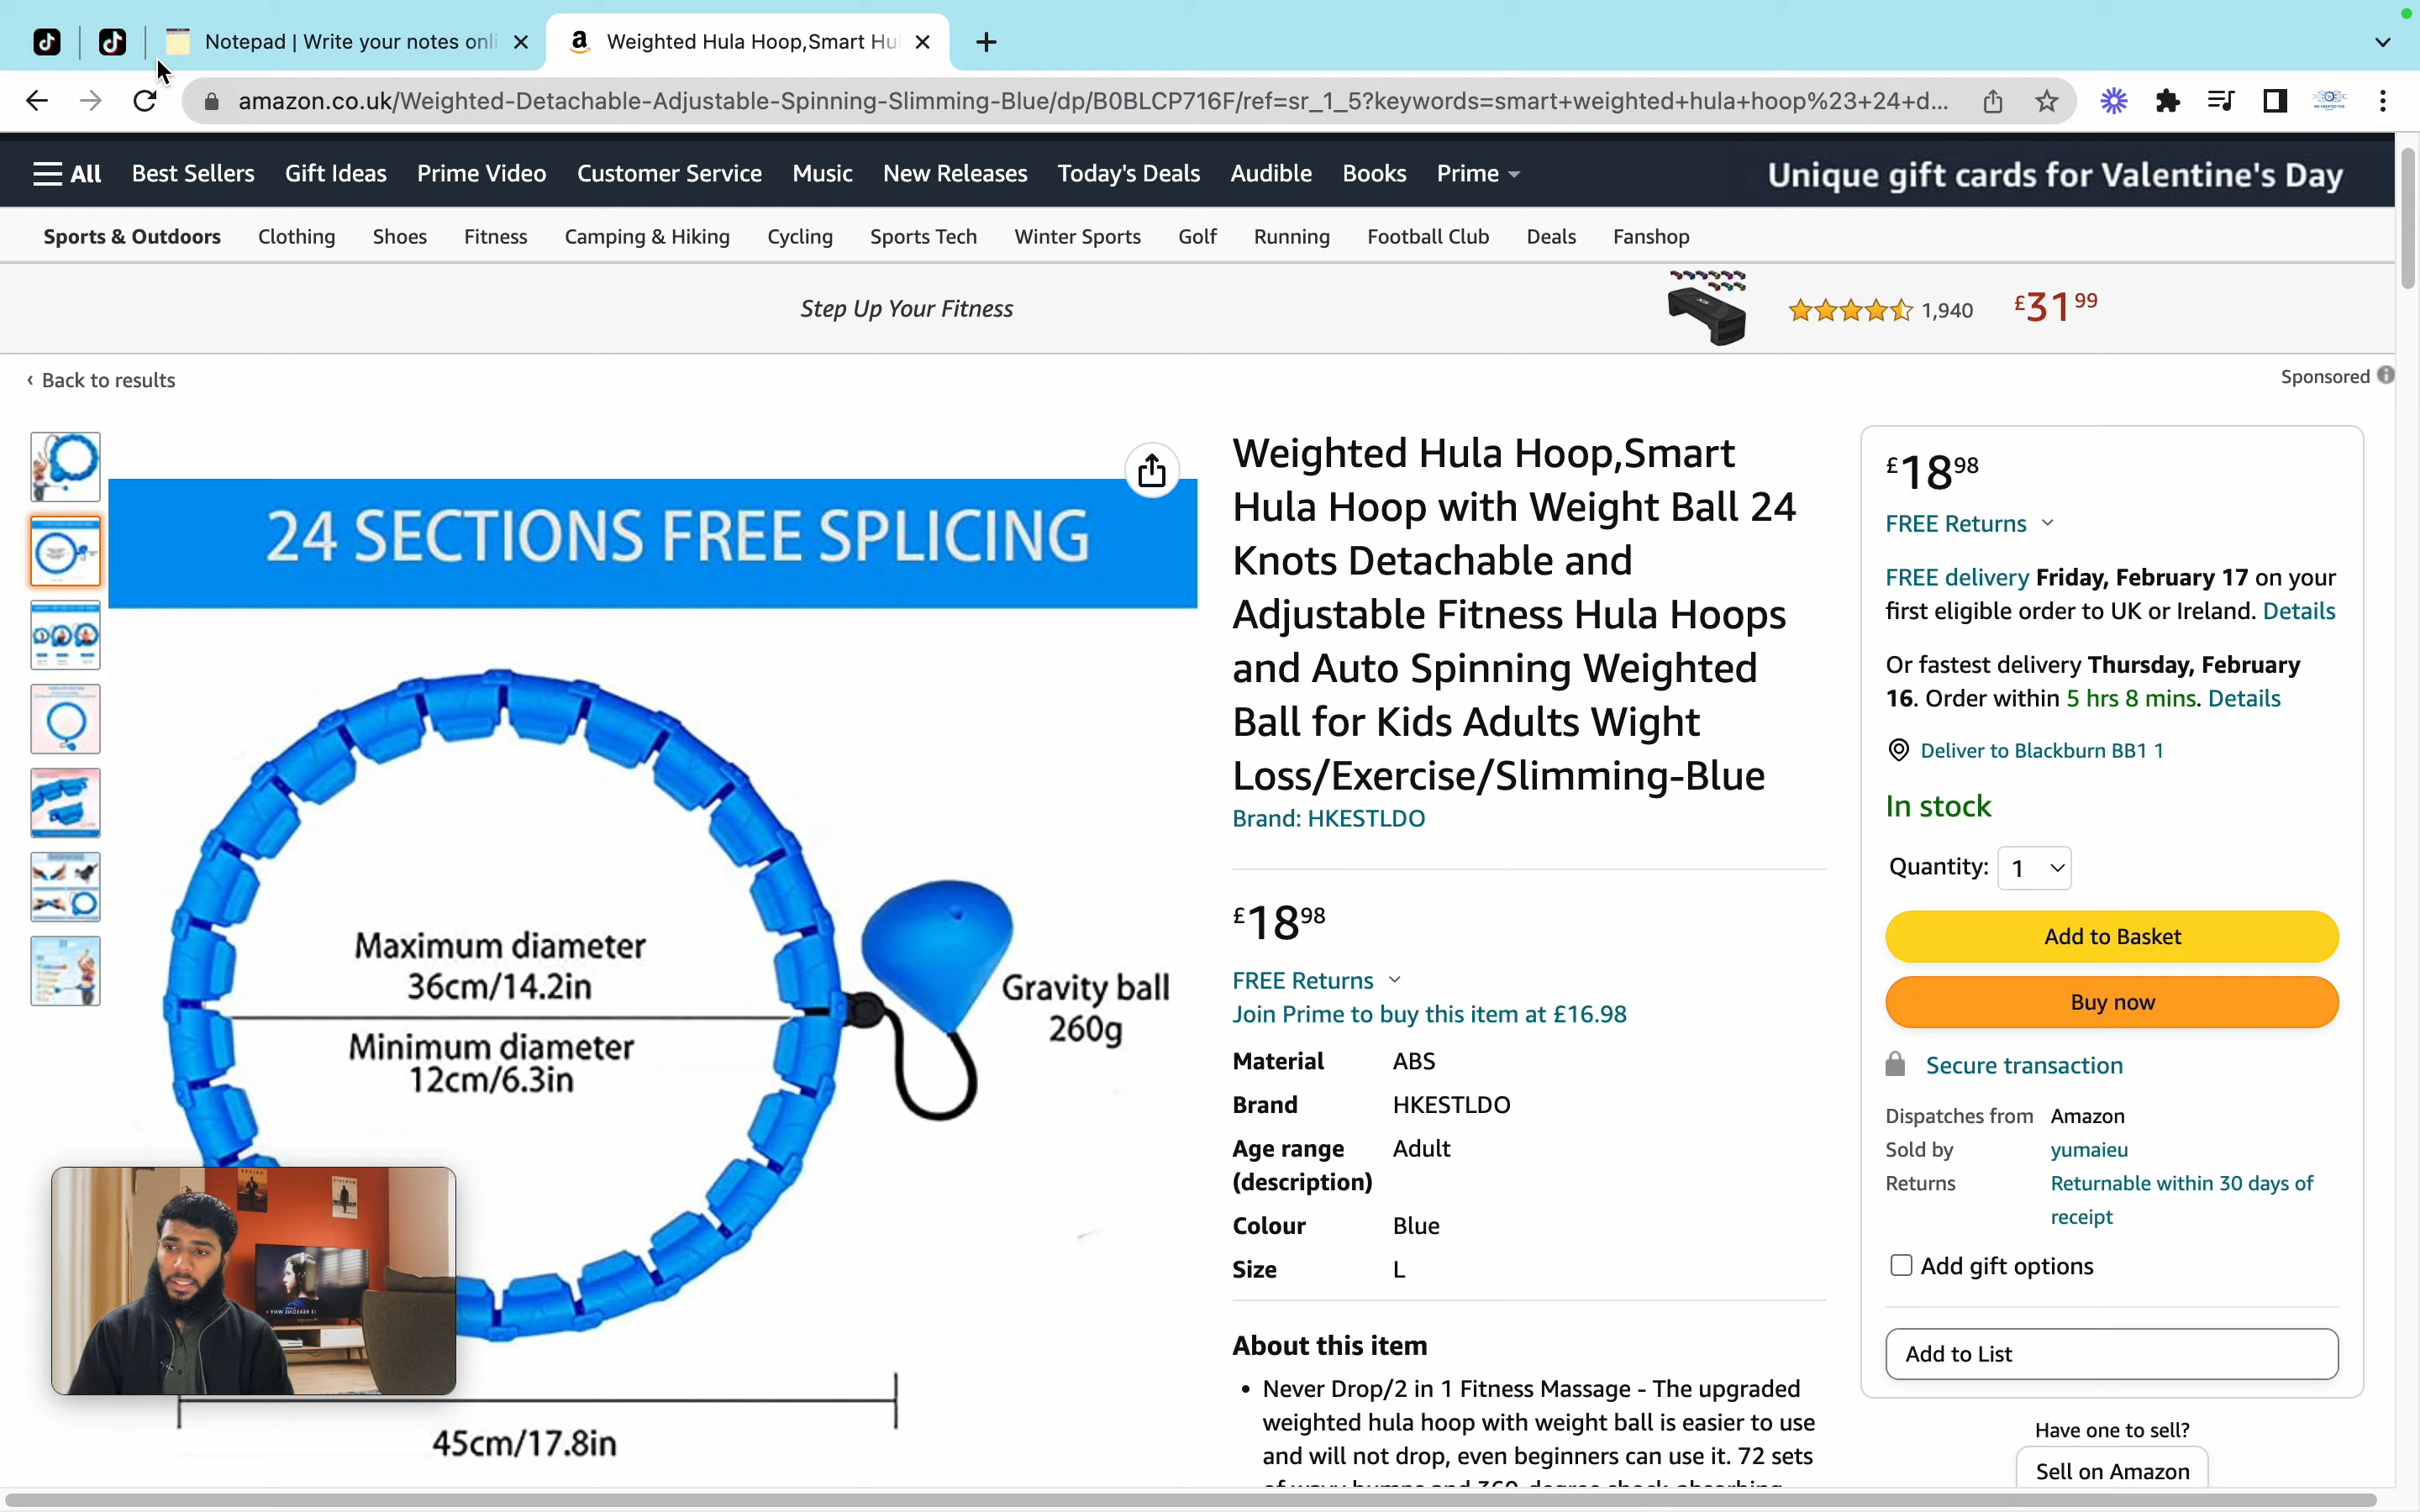 Notepad | Write your notes onli
Weighted Hula Hoop,Smart Hu
amazon.co.uk/Weighted-Detachable-Adjustable-Spinning-Slimming-Blue/dp/B0BLCP716F/ref=sr_1_5?keywords=smart+weighted+hula+hoop%23+24+d...
All Best Sellers Gift Ideas Prime Video Customer Service Music New Releases Today's Deals Audible Books Prime
Unique gift cards for Valentine's Day
Sports & Outdoors Clothing Shoes Fitness Camping & Hiking Cycling Sports Tech Winter Sports Golf Running Football Club Deals Fanshop
Step Up Your Fitness
1,940
£31 99
‹ Back to results
Sponsored
24 SECTIONS FREE SPLICING
Maximum diameter
36cm/14.2in
Minimum diameter
12cm/6.3in
Gravity ball
260g
45cm/17.8in
Weighted Hula Hoop,Smart
Hula Hoop with Weight Ball 24
Knots Detachable and
Adjustable Fitness Hula Hoops
and Auto Spinning Weighted
Ball for Kids Adults Wight
Loss/Exercise/Slimming-Blue
Brand: HKESTLDO
£18 98
FREE Returns
Join Prime to buy this item at £16.98
Material ABS
Brand HKESTLDO
Age range Adult
(description)
Colour Blue
Size L
About this item
• Never Drop/2 in 1 Fitness Massage - The upgraded
weighted hula hoop with weight ball is easier to use
and will not drop, even beginners can use it. 72 sets
£18 98
FREE Returns
FREE delivery Friday, February 17 on your
first eligible order to UK or Ireland. Details
Or fastest delivery Thursday, February
16. Order within 5 hrs 8 mins. Details
Deliver to Blackburn BB1 1
In stock
Quantity: 1
Add to Basket
Buy now
Secure transaction
Dispatches from Amazon
Sold by yumaieu
Returns Returnable within 30 days of
receipt
Add gift options
Add to List
Have one to sell?
Sell on Amazon